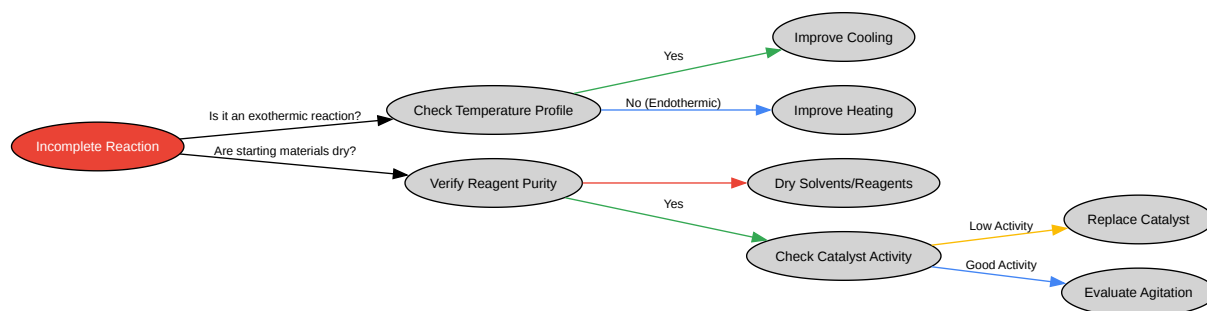 Incomplete Reaction
Is it an exothermic reaction?
Are starting materials dry?
Check Temperature Profile
Verify Reagent Purity
Yes
No (Endothermic)
Yes
Improve Cooling
Improve Heating
Dry Solvents/Reagents
Check Catalyst Activity
Low Activity
Good Activity
Replace Catalyst
Evaluate Agitation